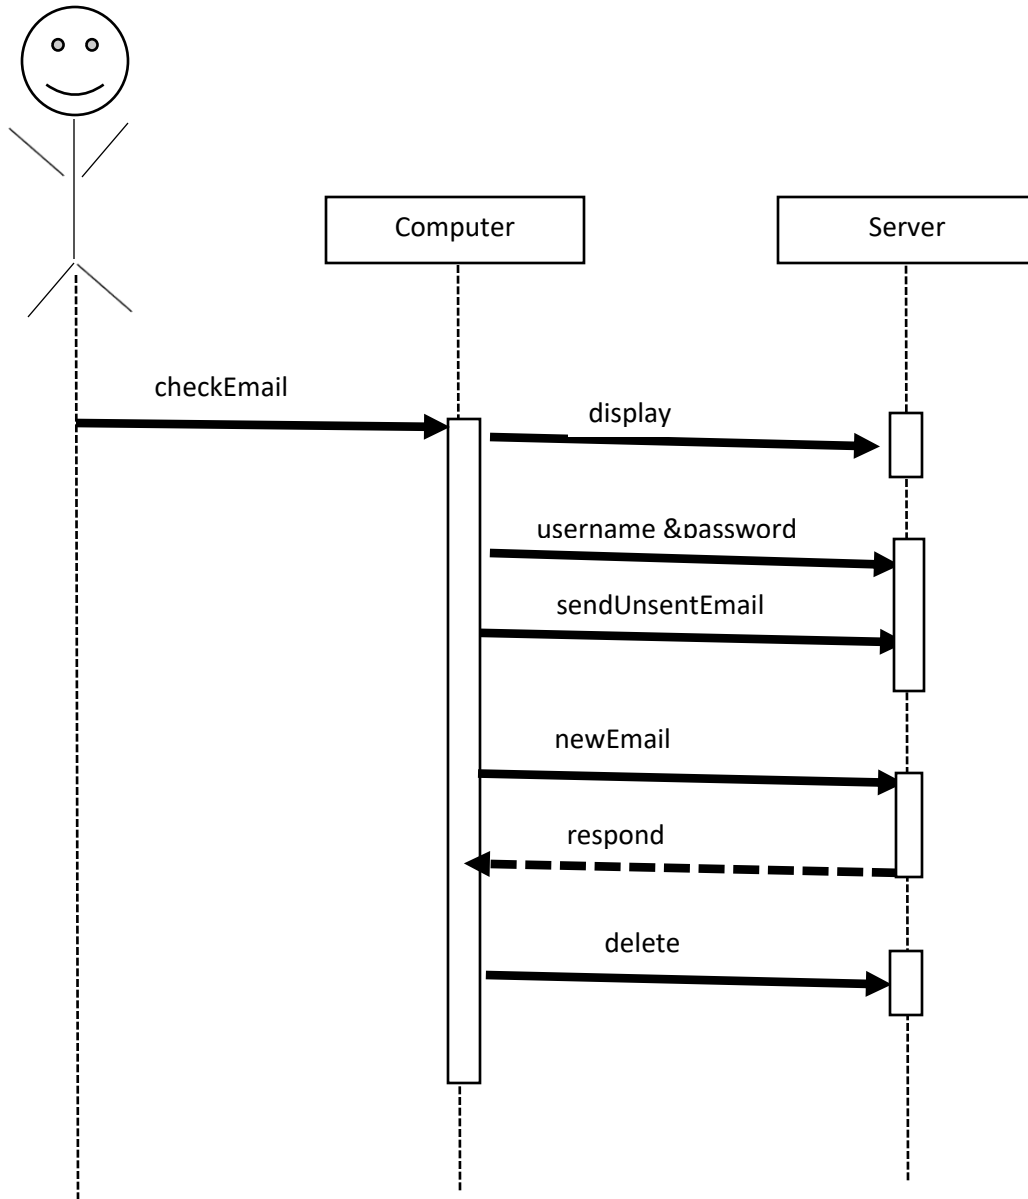 Computer
Server
checkEmail
display
username &password
sendUnsentEmail
newEmail
respond
delete